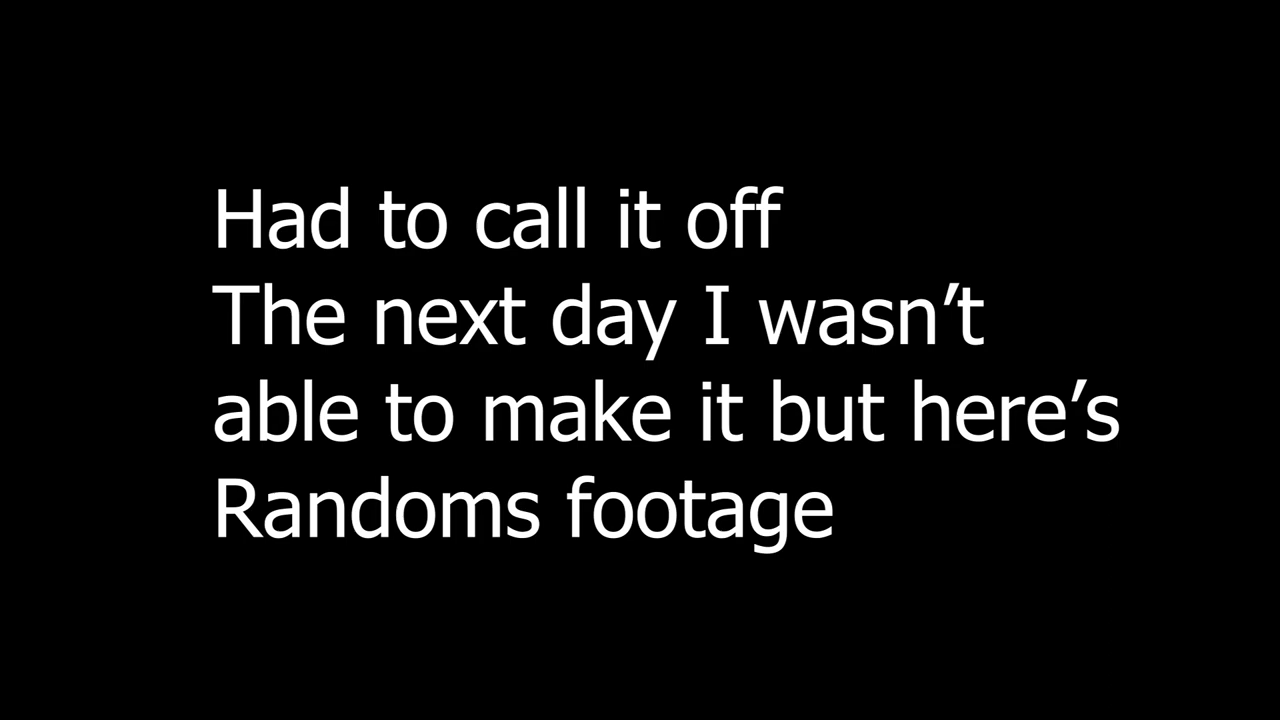 Had to call it off
The next day I wasn’t
able to make it but here’s
Randoms footage